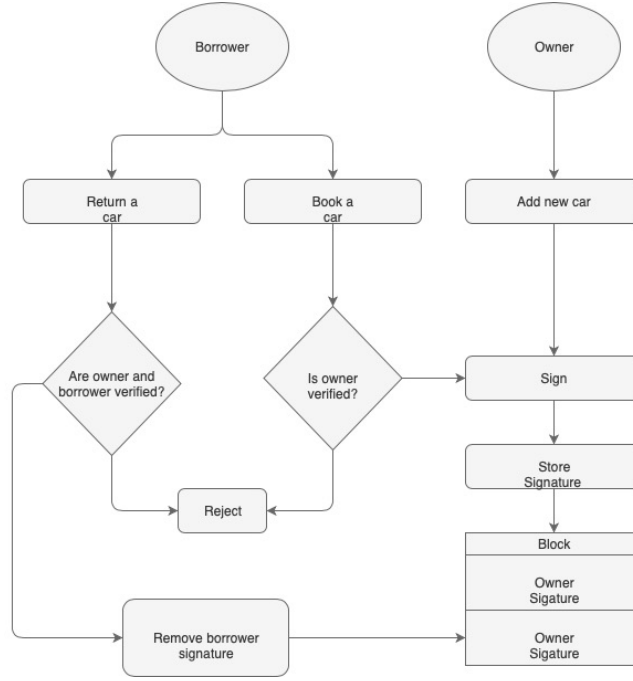 Borrower
Owner
Return a
car
Book a
car
Add new car
Are owner and
borrower verified?
Is owner
verified?
Sign
Store
Signature
Reject
Block
Owner
Sigature
Remove borrower
signature
Owner
Sigature